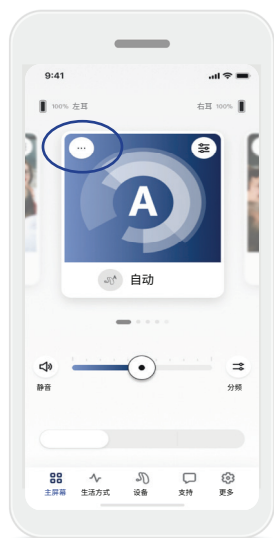 9:41
100% 左耳
右耳 100%
...
A
自动
静音
分频
主屏幕 生活方式 设备 支持 更多